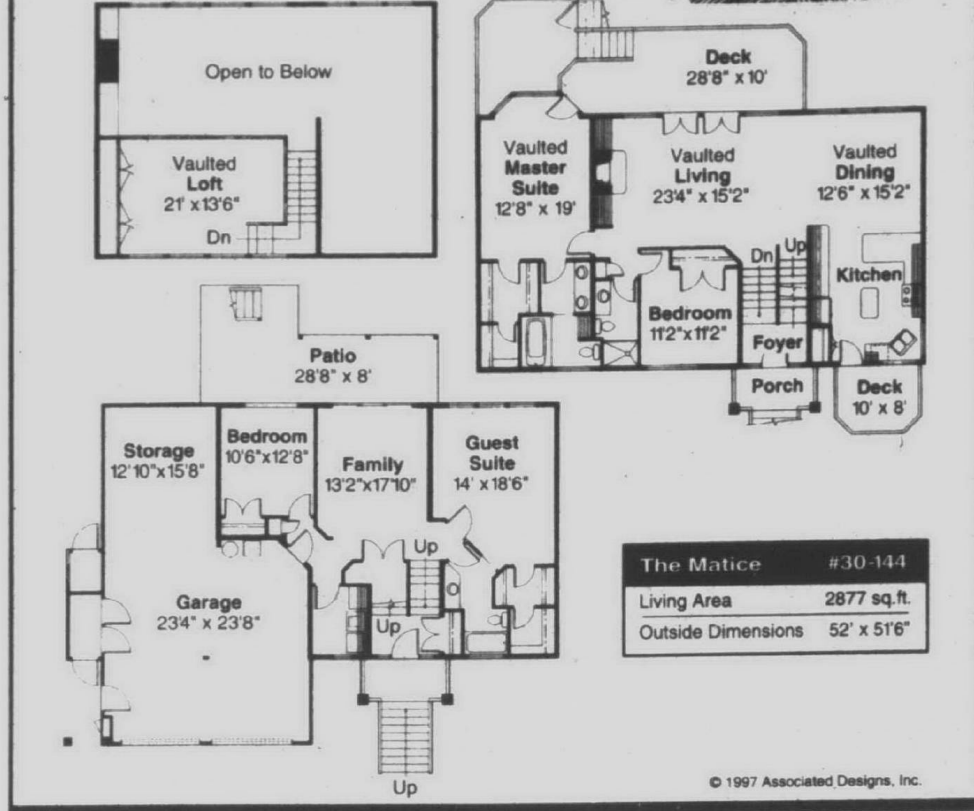 Open to Below
Vaulted
Loft
21' x 13'6"
Dn
Deck
28'8" x 10'
Vaulted
Master
Suite
12'8" x 19'
Vaulted
Living
23'4" x 15'2"
Vaulted
Dining
12'6" x 15'2"
Dn
Up
Kitchen
Bedroom
11'2"x11'2"
Foyer
Porch
Deck
10' x 8'
Patio
28'8" x 8'
Storage
12'10"x15'8"
Bedroom
10'6"x12'8"
Family
13'2"x17'10"
Guest
Suite
14' x 18'6"
Up
Garage
23'4" x 23'8"
Up
Up
The Matice #30-144
Living Area 2877 sq.ft.
Outside Dimensions 52' x 51'6"
© 1997 Associated Designs, Inc.